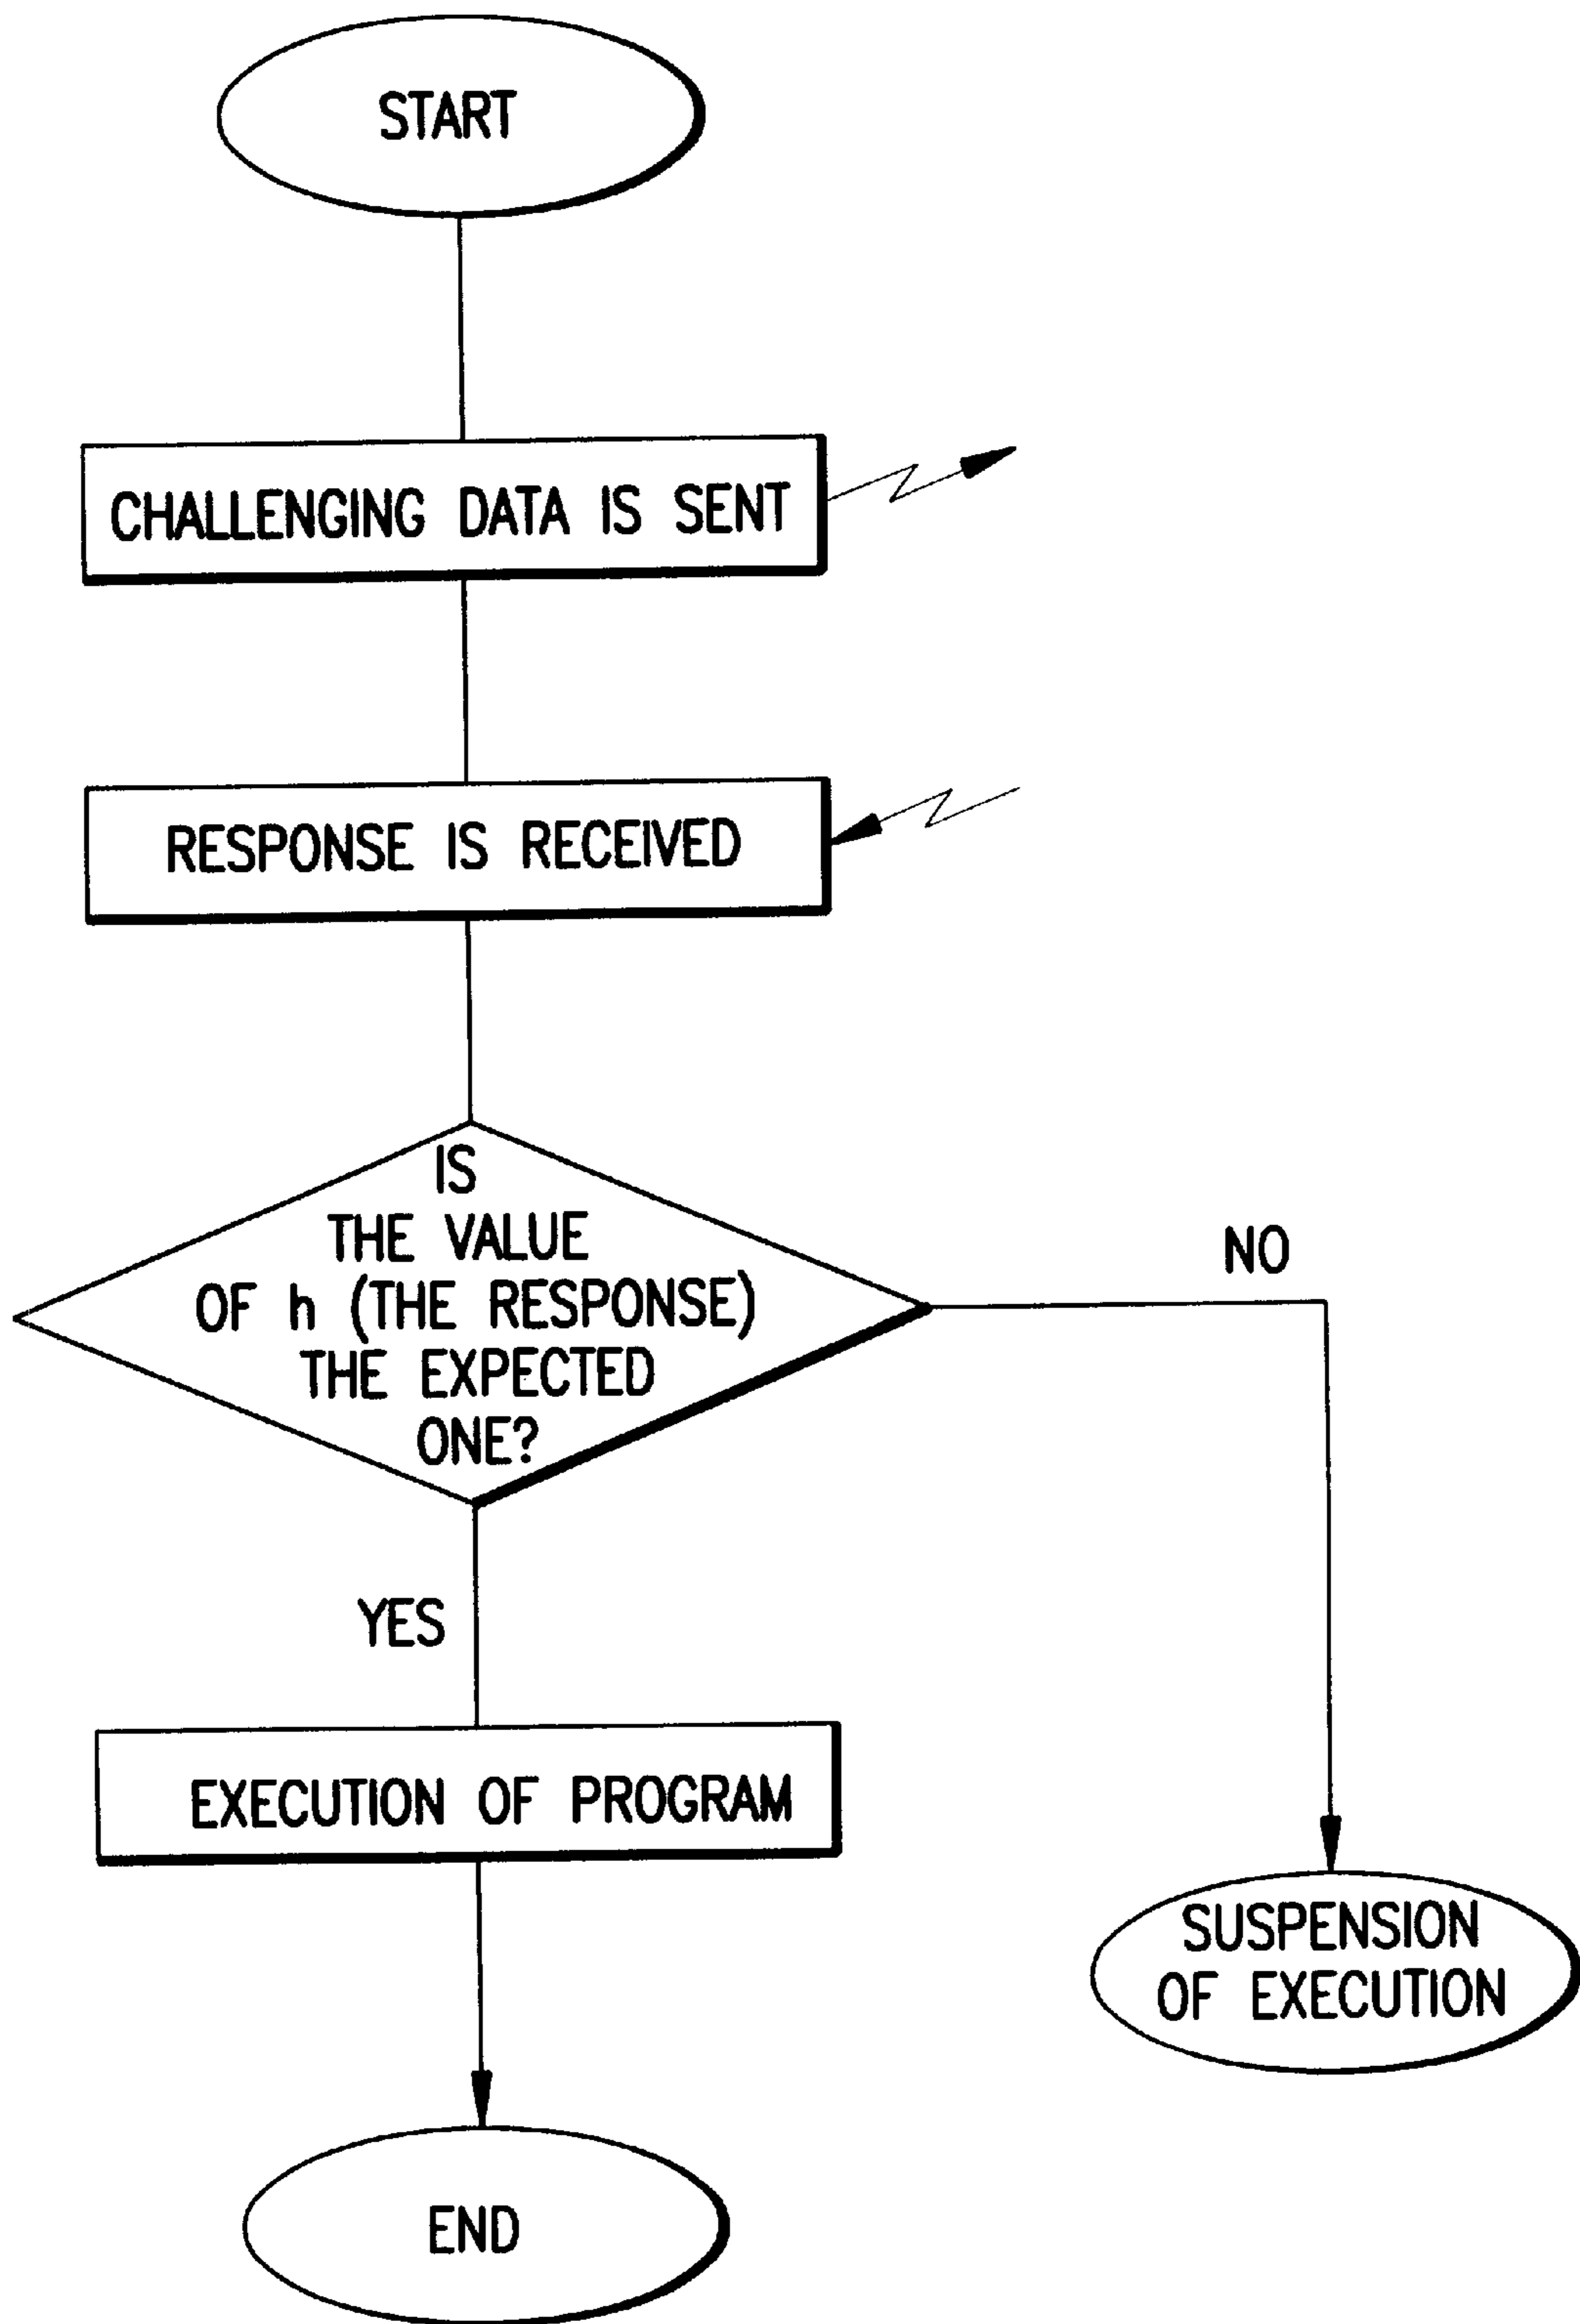 START
CHALLENGING DATA IS SENT
RESPONSE IS RECEIVED
IS
THE VALUE
OF h (THE RESPONSE)
THE EXPECTED
ONE?
NO
YES
EXECUTION OF PROGRAM
SUSPENSION
OF EXECUTION
END